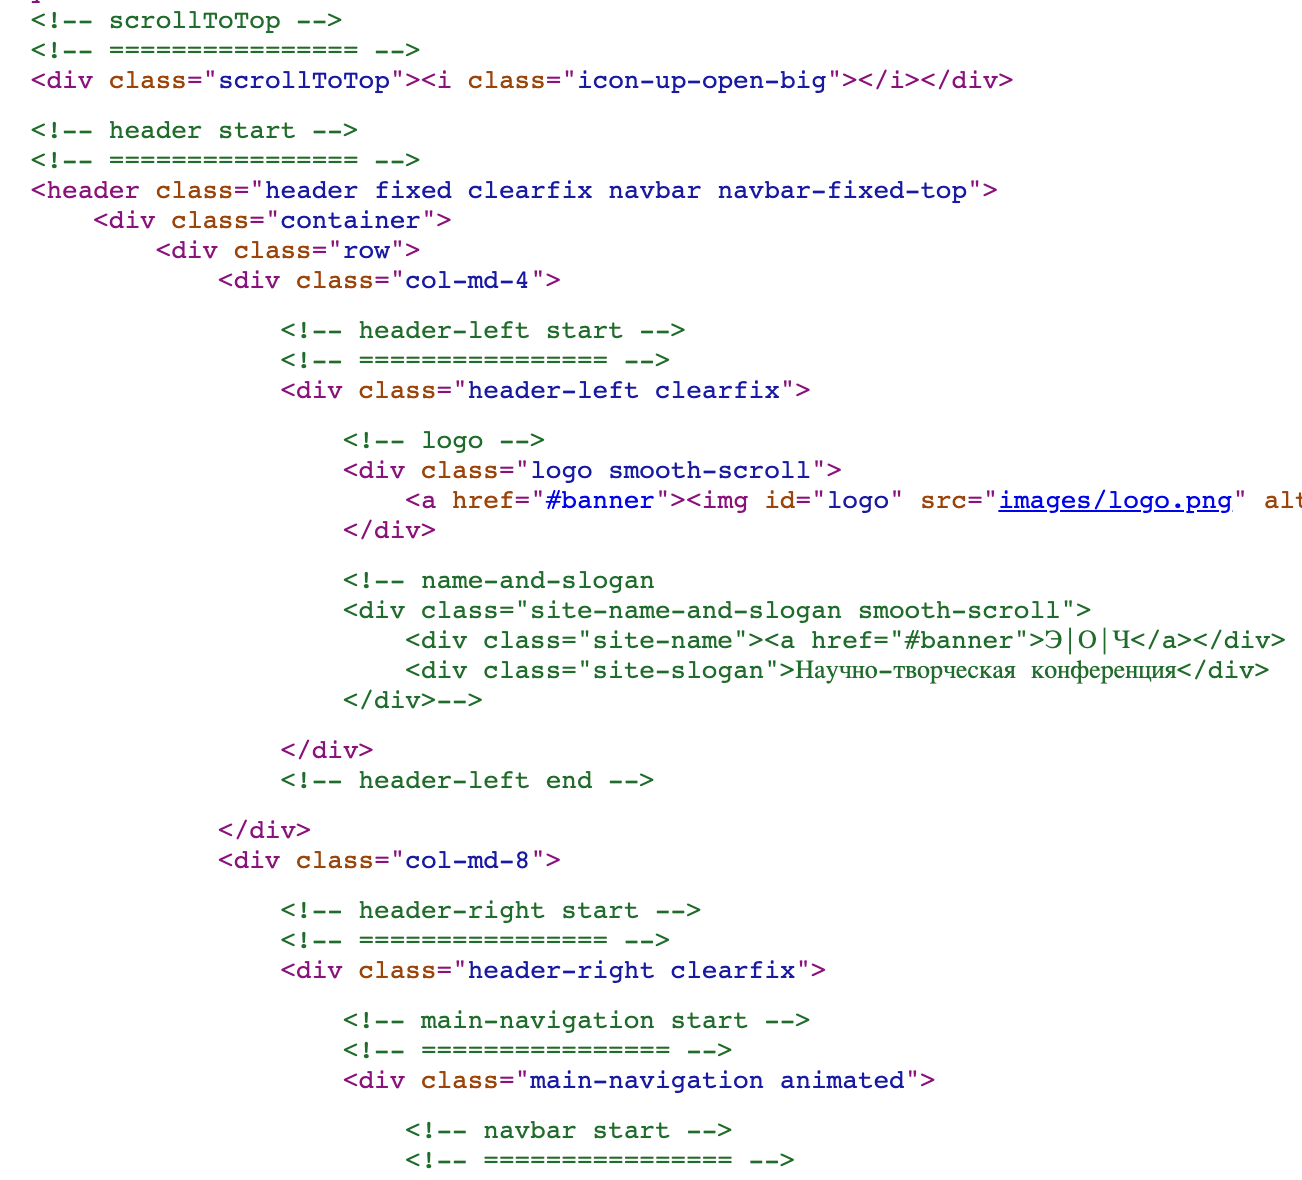 <!-- scrollToTop -->
<!-- ================ -->
<div class="scrollToTop"><i class="icon-up-open-big"></i></div>
<!-- header start -->
<!-- ================ -->
<header class="header fixed clearfix navbar navbar-fixed-top">
<div class="container">
<div class="row">
<div class="col-md-4">
<!-- header-left start -->
<!-- ================ -->
<div class="header-left clearfix">
<!-- logo -->
<div class="logo smooth-scroll">
<a href="#banner"><img id="logo" src="images/logo.png" alt
</div>
<!-- name-and-slogan
<div class="site-name-and-slogan smooth-scroll">
<div class="site-name"><a href="#banner">Э|О|Ч</a></div>
<div class="site-slogan">Научно-творческая конференция</div>
</div>-->
</div>
<!-- header-left end -->
</div>
<div class="col-md-8">
<!-- header-right start -->
<!-- ================ -->
<div class="header-right clearfix">
<!-- main-navigation start -->
<!-- ================ -->
<div class="main-navigation animated">
<!-- navbar start -->
<!-- ================ -->